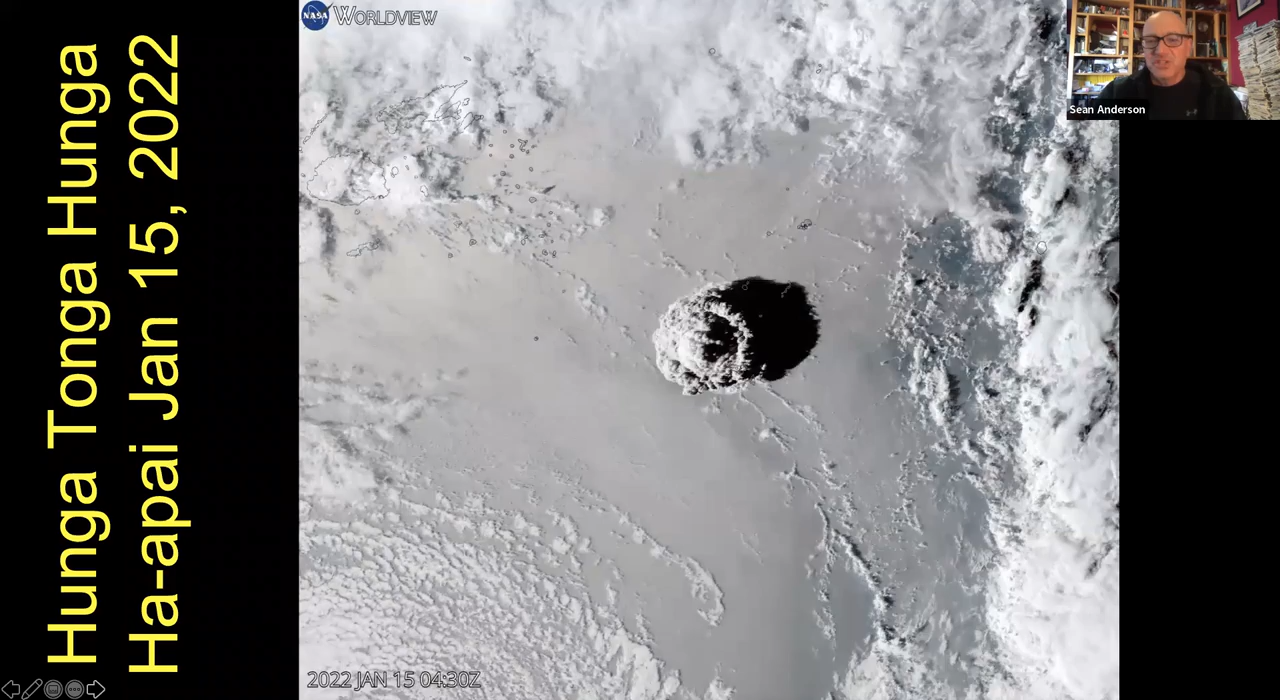 Hunga Tonga Hunga
Ha-apai Jan 15, 2022
NASA WORLDVIEW
Sean Anderson
2022 JAN 15 04:30Z